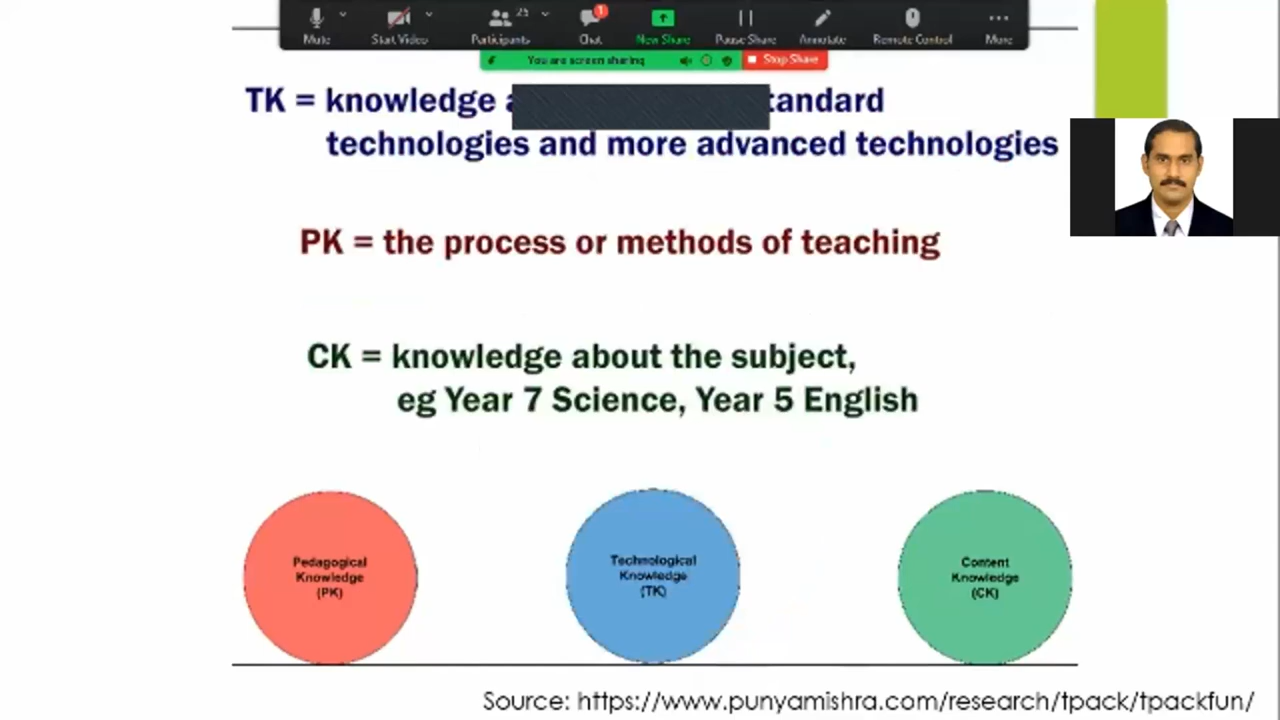 Mute
Start Video
Participants
25
Chat
1
New Share
Pause Share
Annotate
Remote Control
More
You are screen sharing
Stop Share
TK = knowledge
technologies and more advanced technologies
PK = the process or methods of teaching
CK = knowledge about the subject,
eg Year 7 Science, Year 5 English
Pedagogical
Knowledge
(PK)
Technological
Knowledge
(TK)
Content
Knowledge
(CK)
Source: https://www.punyamishra.com/research/tpack/tpackfun/